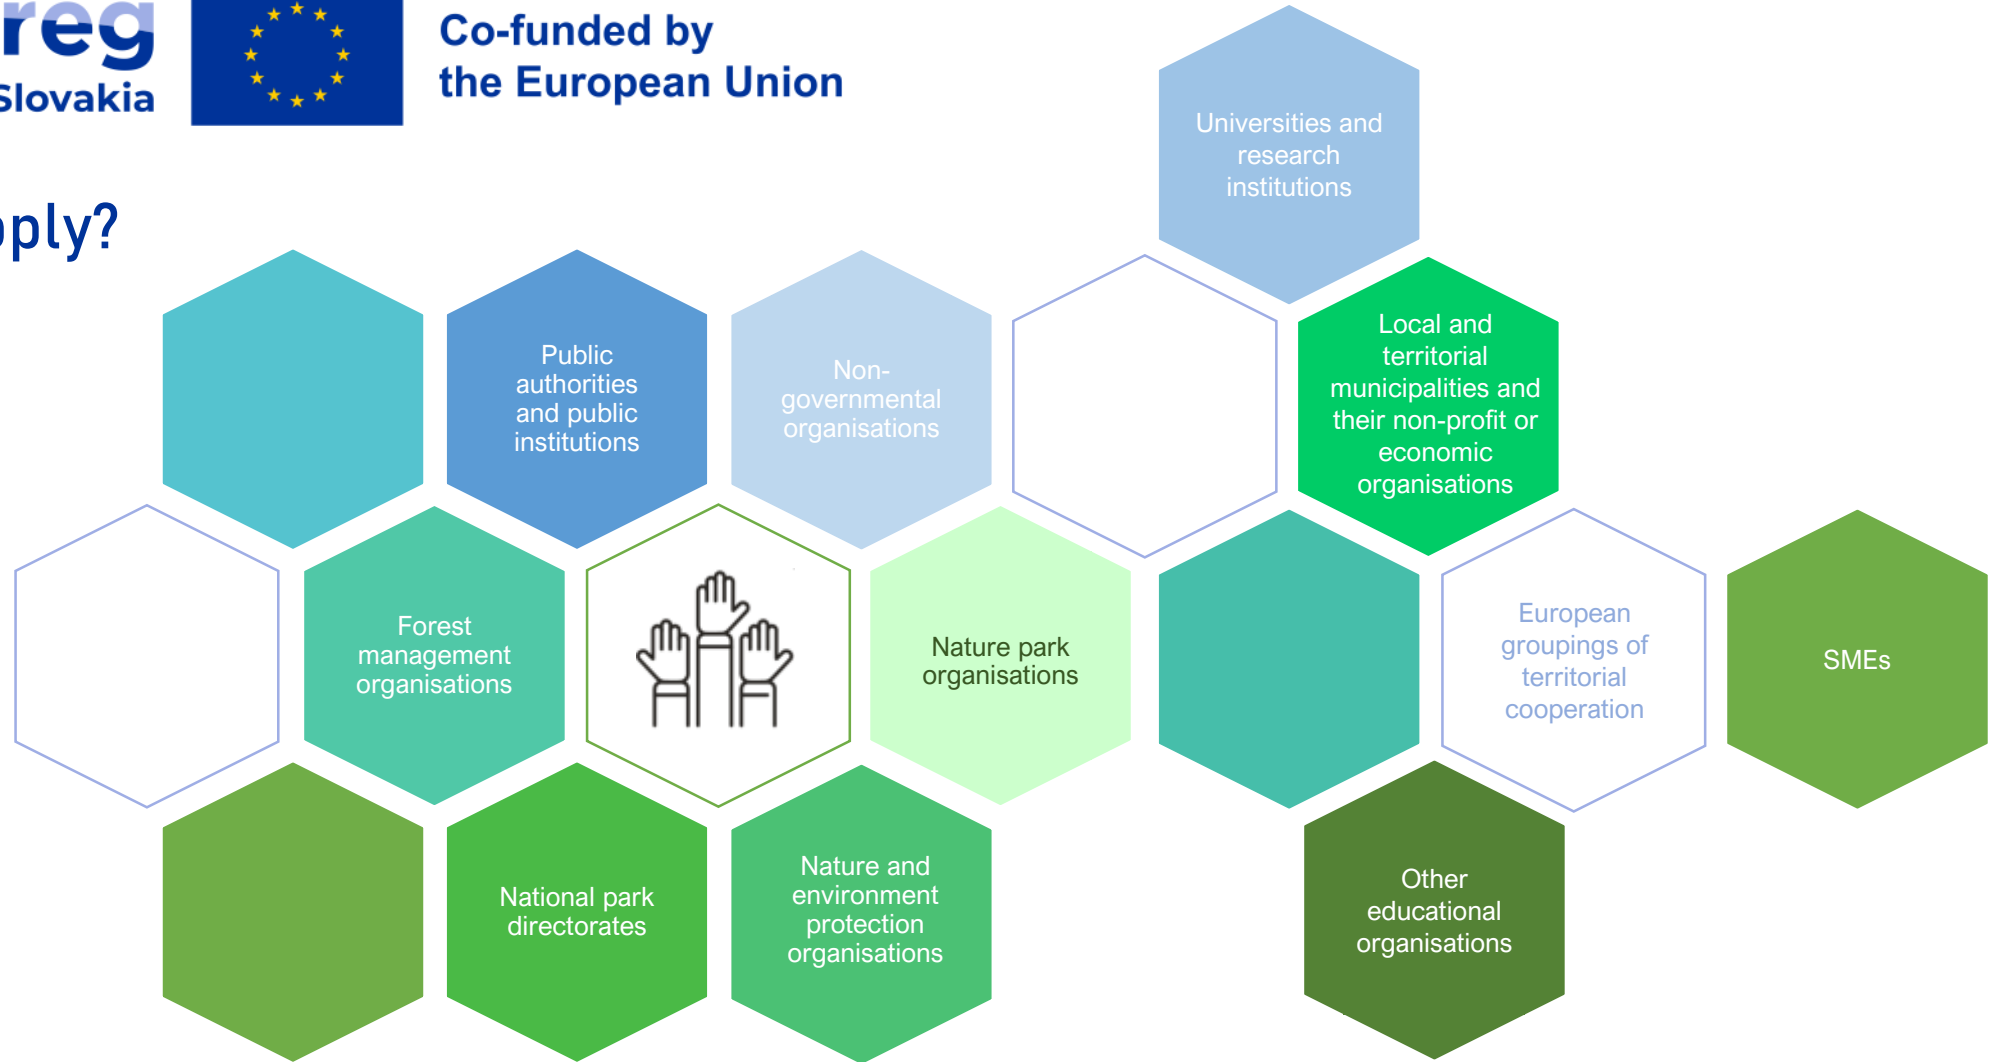 reg
Slovakia
Co-funded by
the European Union
pply?
Universities and
research
institutions
Public
authorities
and public
institutions
Non-
governmental
organisations
Local and
territorial
municipalities and
their non-profit or
economic
organisations
Forest
management
organisations
Nature park
organisations
European
groupings of
territorial
cooperation
SMEs
National park
directorates
Nature and
environment
protection
organisations
Other
educational
organisations